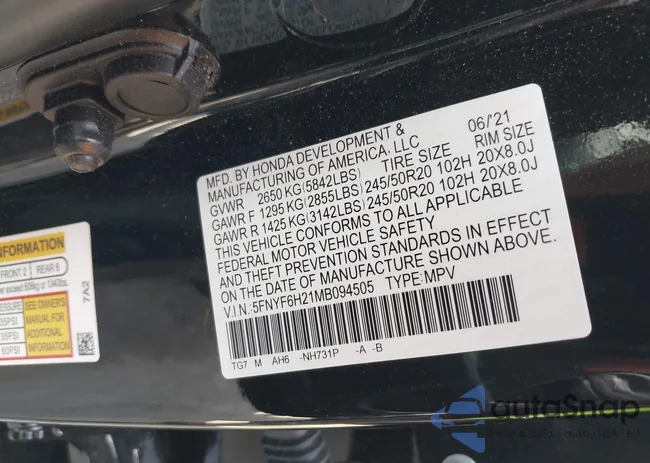 MFD. BY HONDA DEVELOPMENT & 06/'21
MANUFACTURING OF AMERICA, LLC
GVWR 2650 KG(5842LBS) TIRE SIZE RIM SIZE
GAWR F 1295 KG(2855LBS) 245/50R20 102H 20X8.0J
GAWR R 1425 KG(3142LBS) 245/50R20 102H 20X8.0J
THIS VEHICLE CONFORMS TO ALL APPLICABLE
FEDERAL MOTOR VEHICLE SAFETY
AND THEFT PREVENTION STANDARDS IN EFFECT
ON THE DATE OF MANUFACTURE SHOWN ABOVE.
V.I.N.:5FNYF6H21MB094505 TYPE:MPV
TG7 M AH6 -NH731P -A -B
INFORMATION
FRONT 2 REAR 6
SEE OWNER'S
MANUAL FOR
ADDITIONAL
INFORMATION
35PSI
60PSI
7A2
autoSnap